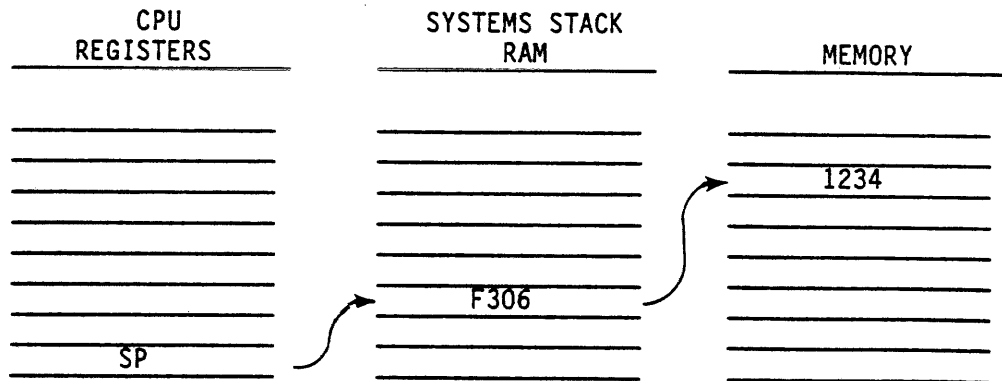 CPU
REGISTERS
SYSTEMS STACK
RAM
MEMORY
1234
F306
SP